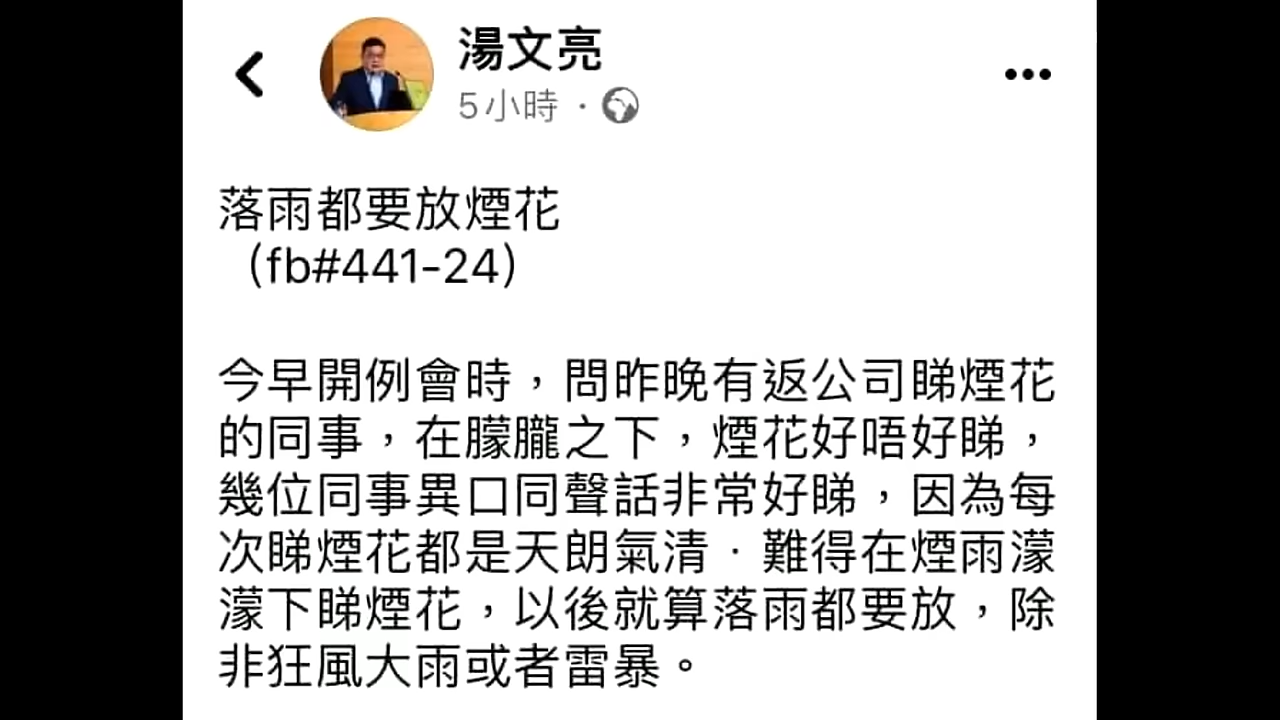 湯文亮
5小時 ·
落雨都要放煙花
（fb#441-24）
今早開例會時，問昨晚有返公司睇煙花
的同事，在朦朧之下，煙花好唔好睇，
幾位同事異口同聲話非常好睇，因為每
次睇煙花都是天朗氣清．難得在煙雨濛
濛下睇煙花，以後就算落雨都要放，除
非狂風大雨或者雷暴。